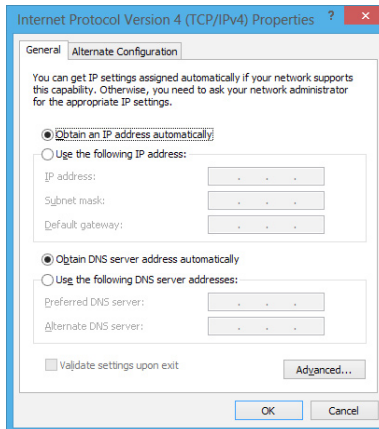 Internet Protocol Version 4 (TCP/IPv4) Properties ? ×
General Alternate Configuration
You can get IP settings assigned automatically if your network supports
this capability. Otherwise, you need to ask your network administrator
for the appropriate IP settings.
Obtain an IP address automatically
Use the following IP address:
IP address: . . .
Subnet mask: . . .
Default gateway: . . .
Obtain DNS server address automatically
Use the following DNS server addresses:
Preferred DNS server: . . .
Alternate DNS server: . . .
Validate settings upon exit
Advanced...
OK Cancel